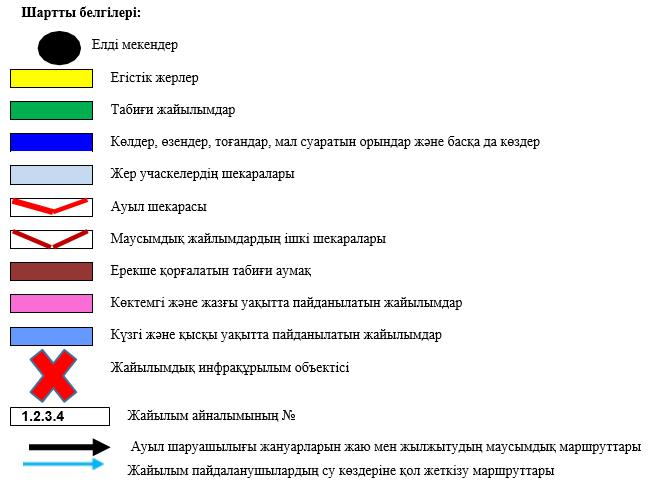 Шартты белгілері:
Елді мекендер
Егістік жерлер
Табиғи жайылымдар
Көлдер, өзендер, тоғандар, мал суаратын орындар және басқа да көздер
Жер учаскелердің шекаралары
Ауыл шекарасы
Маусымдық жайлымдардың ішкі шекаралары
Ерекше қорғалатын табиғи аумақ
Көктемгі және жазғы уақытта пайданылатын жайылымдар
Күзгі және қысқы уақытта пайданылатын жайылымдар
Жайылымдық инфрақұрылым объектісі
1.2.3.4 Жайылым айналымының №
Ауыл шаруашылығы жануарларын жаю мен жылжытудың маусымдық маршруттары
Жайылым пайдаланушылардың су көздеріне қол жеткізу маршруттары